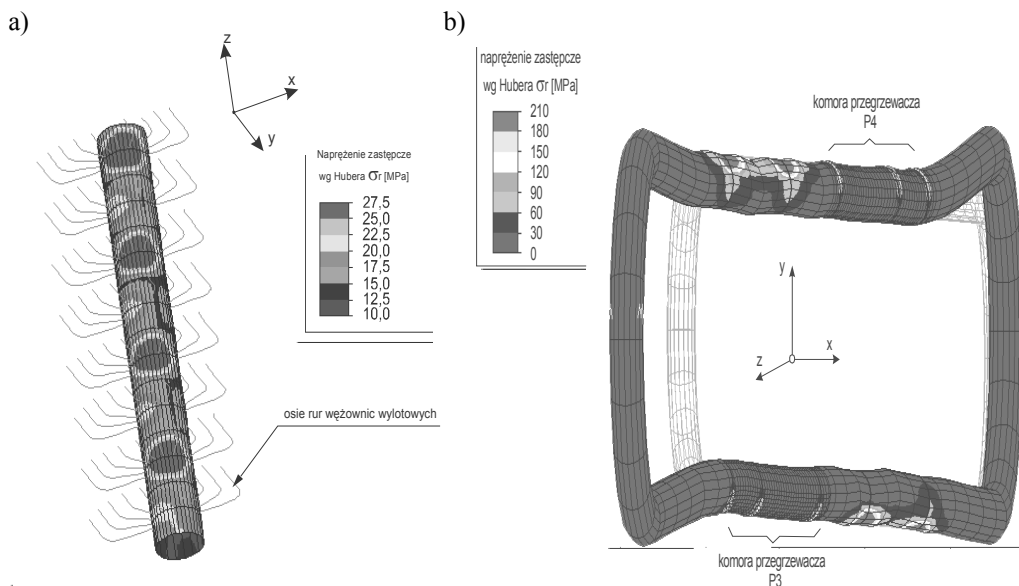 a)
z
x
y
Naprężenie zastępcze
wg Hubera σr [MPa]
27,5
25,0
22,5
20,0
17,5
15,0
12,5
10,0
osie rur wężownic wylotowych
b)
naprężenie zastępcze
wg Hubera σr [MPa]
210
180
150
120
90
60
30
0
komora przegrzewacza
P4
y
x
z
komora przegrzewacza
P3